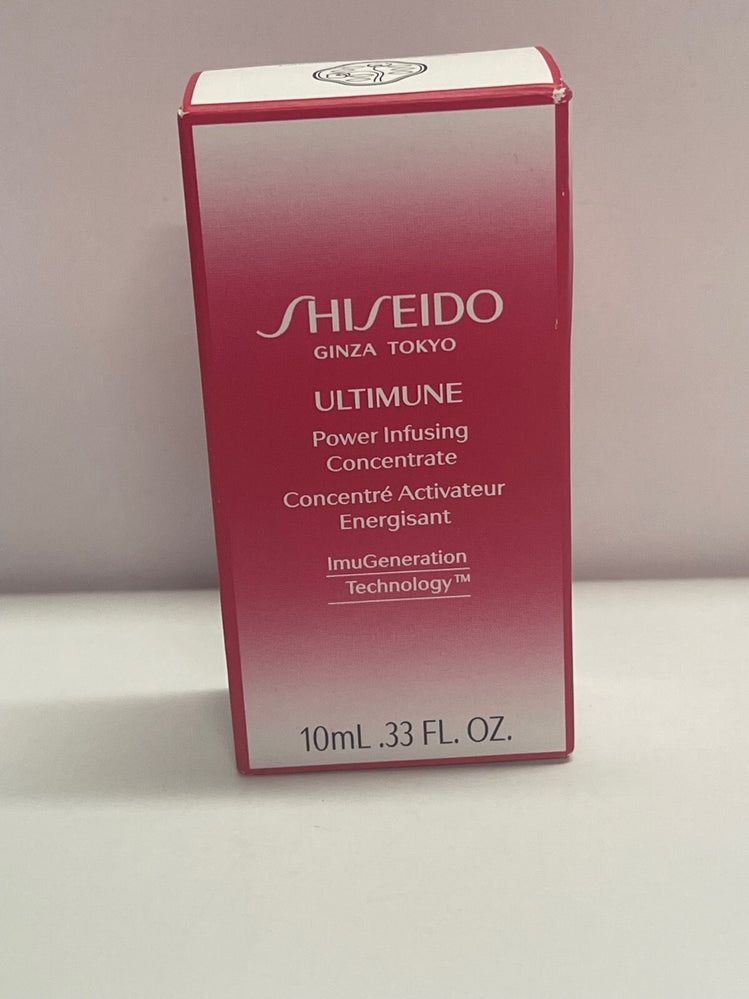 SHISEIDO
GINZA TOKYO
ULTIMUNE
Power Infusing
Concentrate
Concentré Activateur
Energisant
ImuGeneration
Technology™
10mL .33 FL. OZ.